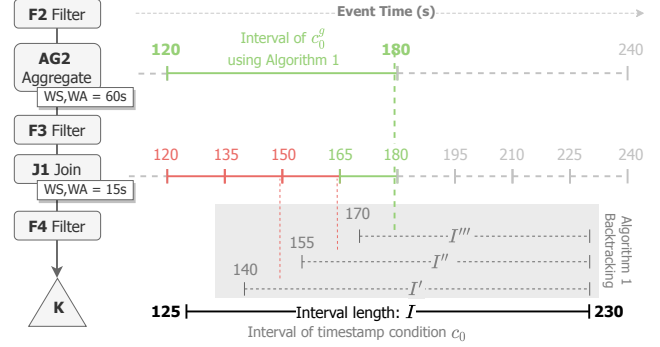 F2 Filter
Event Time (s)
AG2
Aggregate
WS,WA = 60s
120
Interval of c₀ᵍ
using Algorithm 1
180
240
F3 Filter
J1 Join
WS,WA = 15s
120 135 150 165 180 195 210 225 240
F4 Filter
K
170
I'''
155
I''
140
I'
Algorithm 1
Backtracking
125
Interval length: I
230
Interval of timestamp condition c₀